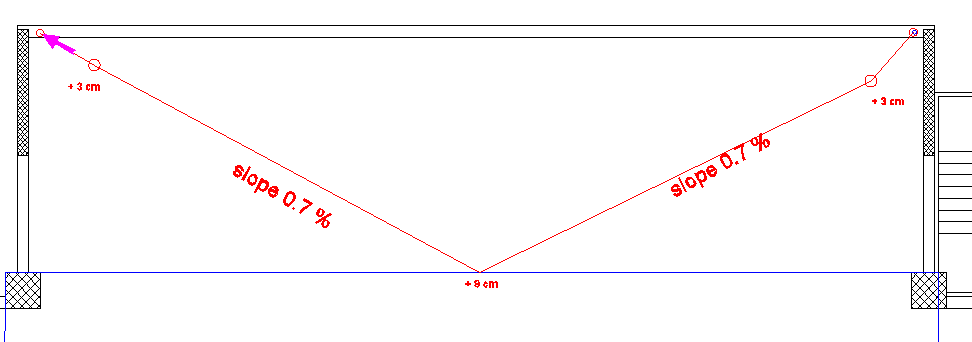 + 3 cm
+ 3 cm
slope 0.7 %
slope 0.7 %
+ 9 cm